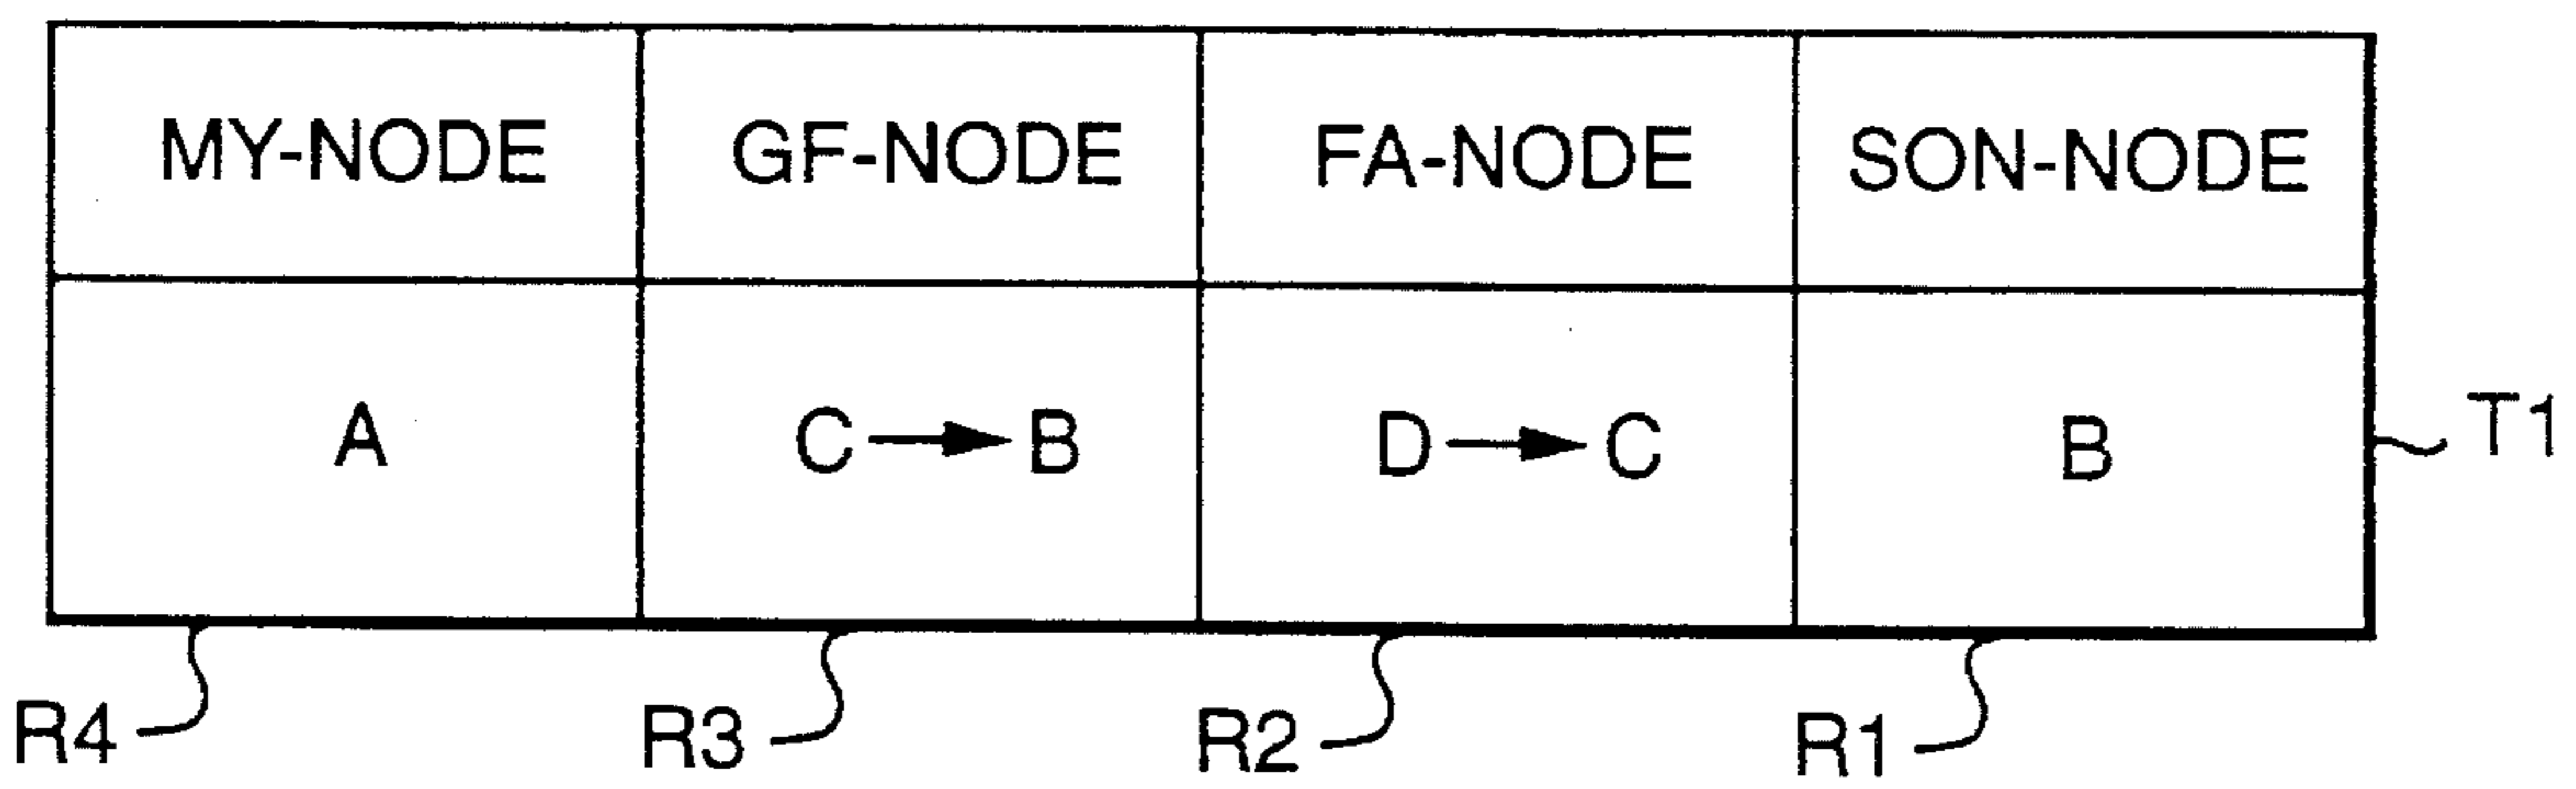 MY-NODE GF-NODE FA-NODE SON-NODE
A C → B D → C B
T1
R4 R3 R2 R1